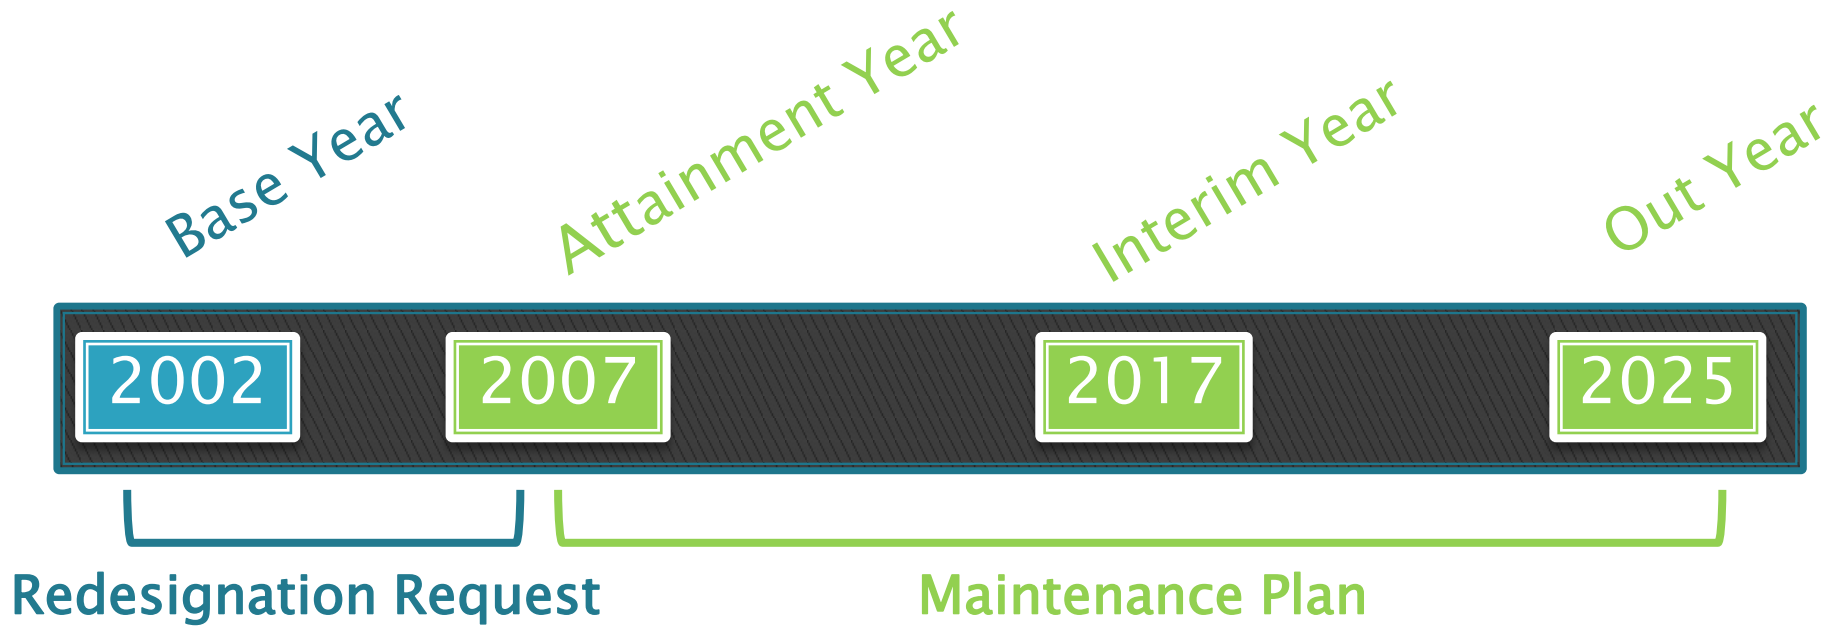 Base Year
Attainment Year
Interim Year
Out Year
2002
2007
2017
2025
Redesignation Request
Maintenance Plan